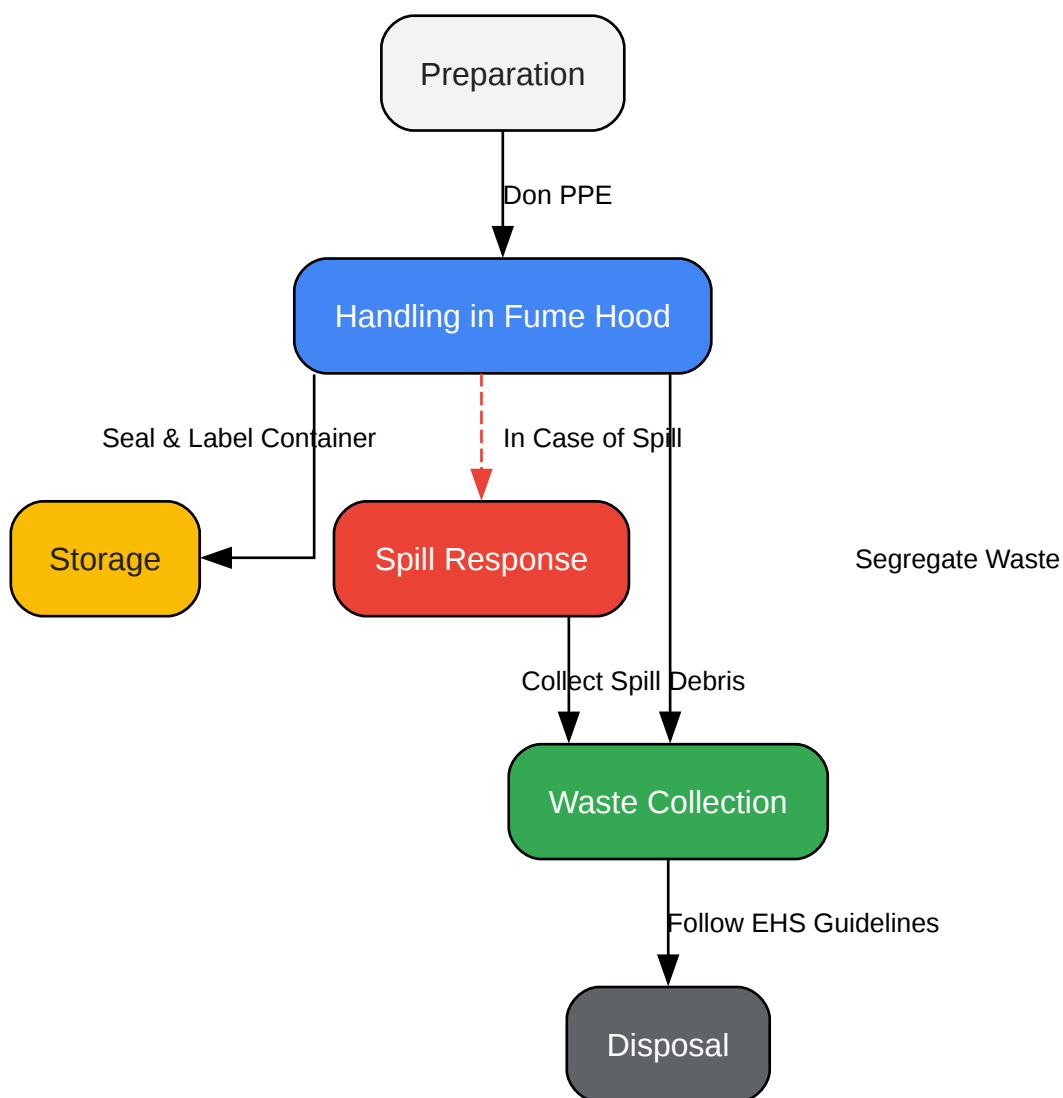 Preparation
Don PPE
Handling in Fume Hood
Seal & Label Container
In Case of Spill
Storage
Spill Response
Segregate Waste
Collect Spill Debris
Waste Collection
Follow EHS Guidelines
Disposal